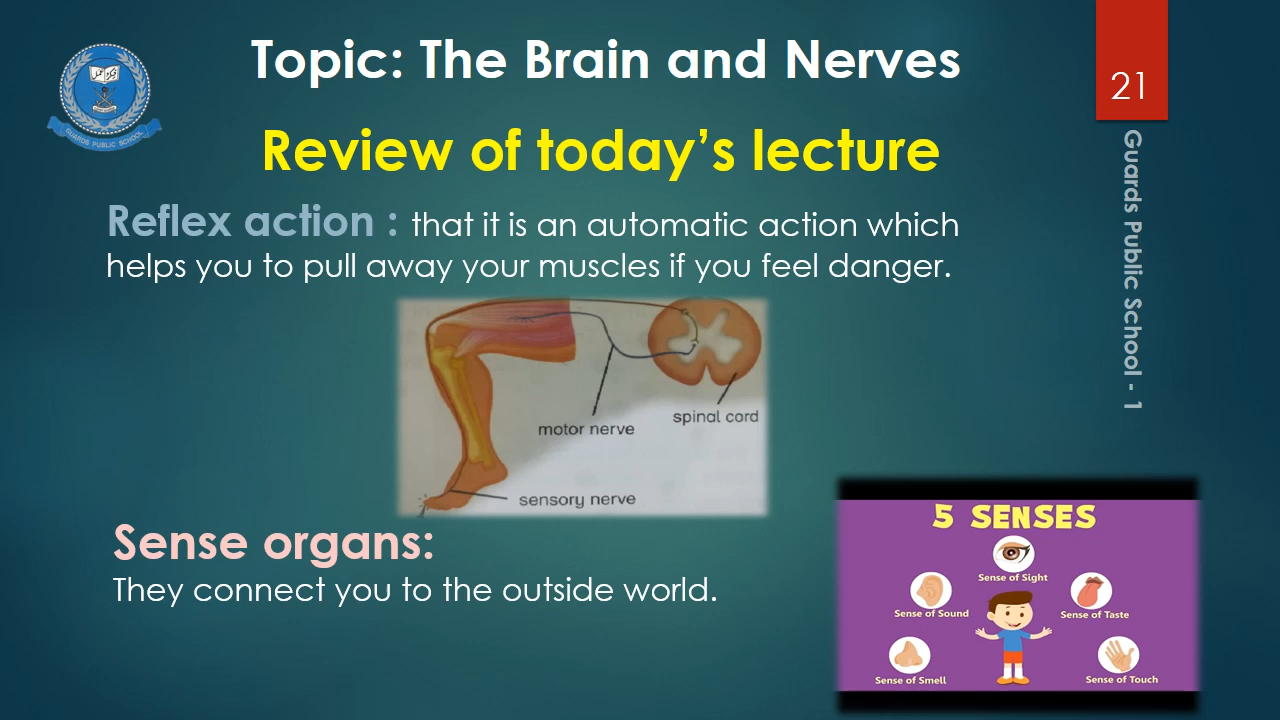 Topic: The Brain and Nerves
21
Review of today's lecture
Guards Public School - 1
GUARDS PUBLIC SCHOOL
Reflex action : that it is an automatic action which
helps you to pull away your muscles if you feel danger.
motor nerve
spinal cord
sensory nerve
Sense organs:
They connect you to the outside world.
5 SENSES
Sense of Sight
Sense of Sound
Sense of Taste
Sense of Smell
Sense of Touch